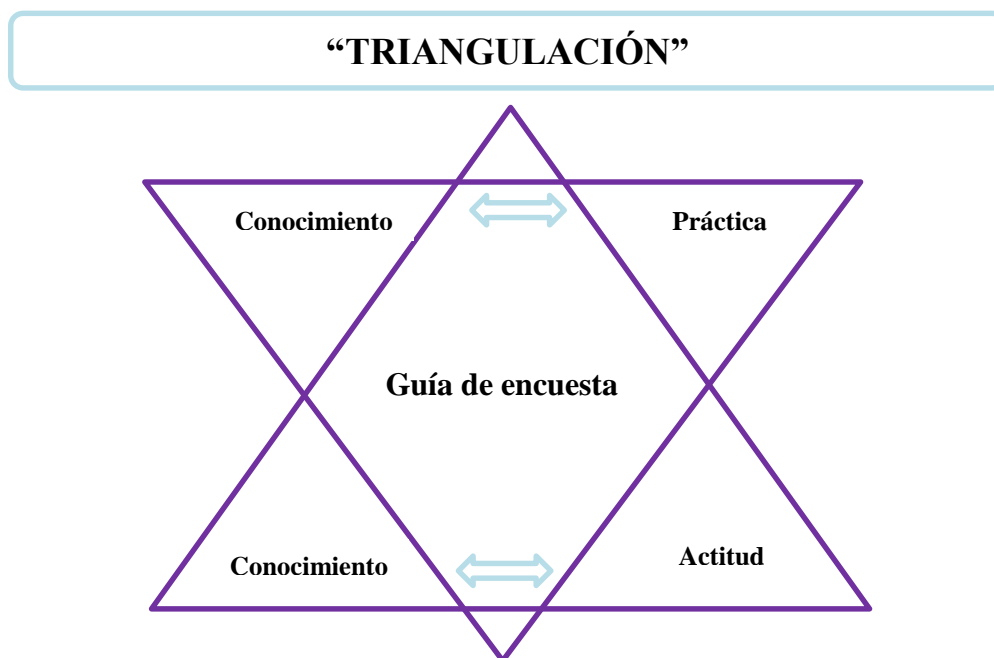 “TRIANGULACIÓN”
Conocimiento
Práctica
Guía de encuesta
Conocimiento
Actitud